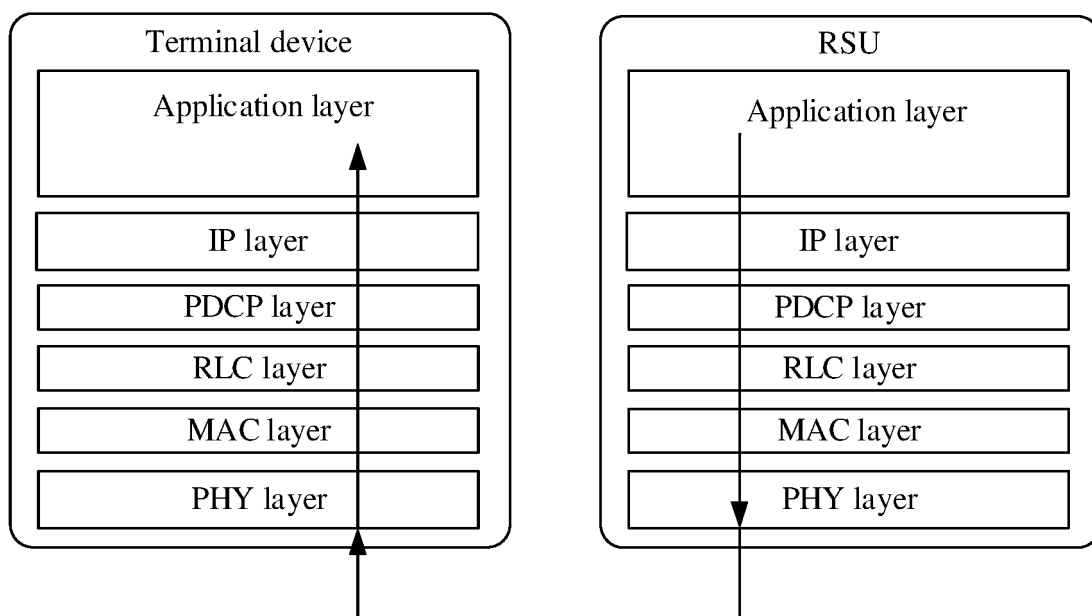 Terminal device
Application layer
IP layer
PDCP layer
RLC layer
MAC layer
PHY layer
RSU
Application layer
IP layer
PDCP layer
RLC layer
MAC layer
PHY layer